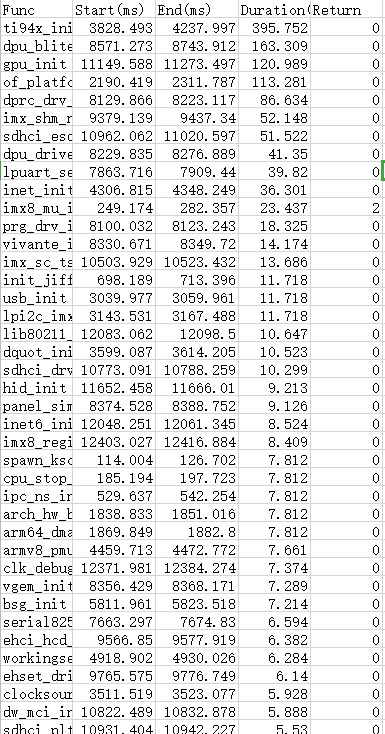 Func Start(ms) End(ms) Duration(Return
ti94x_ini 3828.493 4237.997 395.752 0
dpu_blite 8571.273 8743.912 163.309 0
gpu_init 11149.588 11273.497 120.989 0
of_platfo 2190.419 2311.787 113.281 0
dprc_drv_ 8129.866 8223.117 86.634 0
imx_shm_n 9379.139 9437.34 52.148 0
sdhci_esc 10962.062 11020.597 51.522 0
dpu_drive 8229.835 8276.889 41.35 0
lpuart_se 7863.716 7909.44 39.82 0
inet_init 4306.815 4348.249 36.301 0
imx8_mu_i 249.174 282.357 23.437 2
prg_drv_i 8100.032 8123.243 18.325 0
vivante_i 8330.671 8349.72 14.174 0
imx_sc_ts 10503.929 10523.432 13.686 0
init_jiff 698.189 713.396 11.718 0
usb_init 3039.977 3059.961 11.718 0
lpi2c_imx 3143.531 3167.488 11.718 0
lib80211_ 12083.062 12098.5 10.647 0
dquot_ini 3599.087 3614.205 10.523 0
sdhci_drv 10773.091 10788.259 10.299 0
hid_init 11652.458 11666.01 9.213 0
panel_sim 8374.528 8388.752 9.126 0
inet6_ini 12048.251 12061.345 8.524 0
imx8_regi 12403.027 12416.884 8.409 0
spawn_ksc 114.004 126.702 7.812 0
cpu_stop_ 185.194 197.723 7.812 0
ipc_ns_in 529.637 542.254 7.812 0
arch_hw_b 1838.833 1851.016 7.812 0
arm64_dma 1869.849 1882.8 7.812 0
armv8_pmu 4459.713 4472.772 7.661 0
clk_debug 12371.981 12384.274 7.374 0
vgem_init 8356.429 8368.171 7.289 0
bsg_init 5811.961 5823.518 7.214 0
serial825 7663.297 7674.83 6.594 0
ehci_hcd_ 9566.85 9577.919 6.382 0
workingse 4918.902 4930.026 6.284 0
ehset_dri 9765.575 9776.749 6.14 0
clocksour 3511.519 3523.077 5.928 0
dw_mci_in 10822.489 10832.878 5.888 0
sdhci_plt 10931.404 10942.227 5.53 0